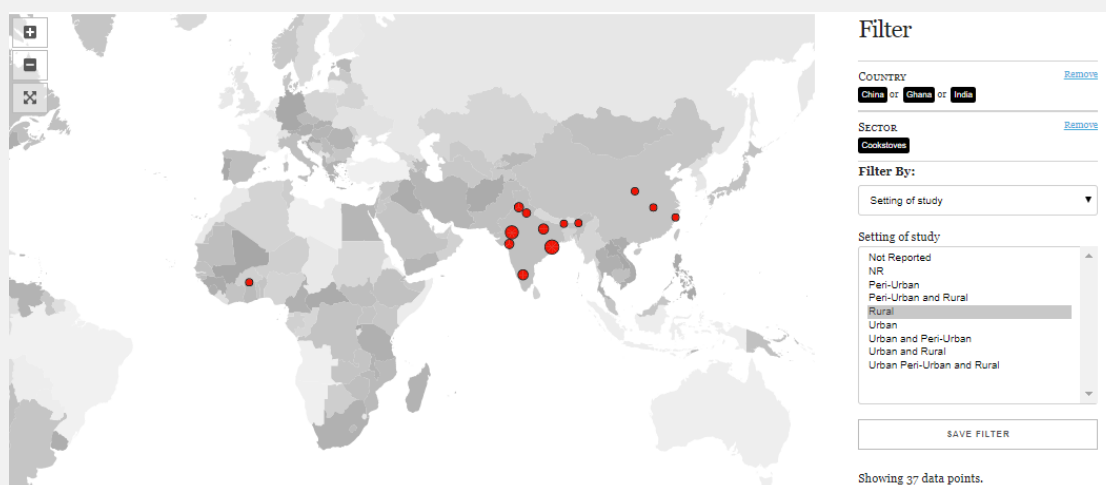 Filter
COUNTRY
Remove
China or Ghana or India
SECTOR
Remove
Cookstoves
Filter By:
Setting of study
Setting of study
Not Reported
NR
Peri-Urban
Peri-Urban and Rural
Rural
Urban
Urban and Peri-Urban
Urban and Rural
Urban Peri-Urban and Rural
SAVE FILTER
Showing 37 data points.